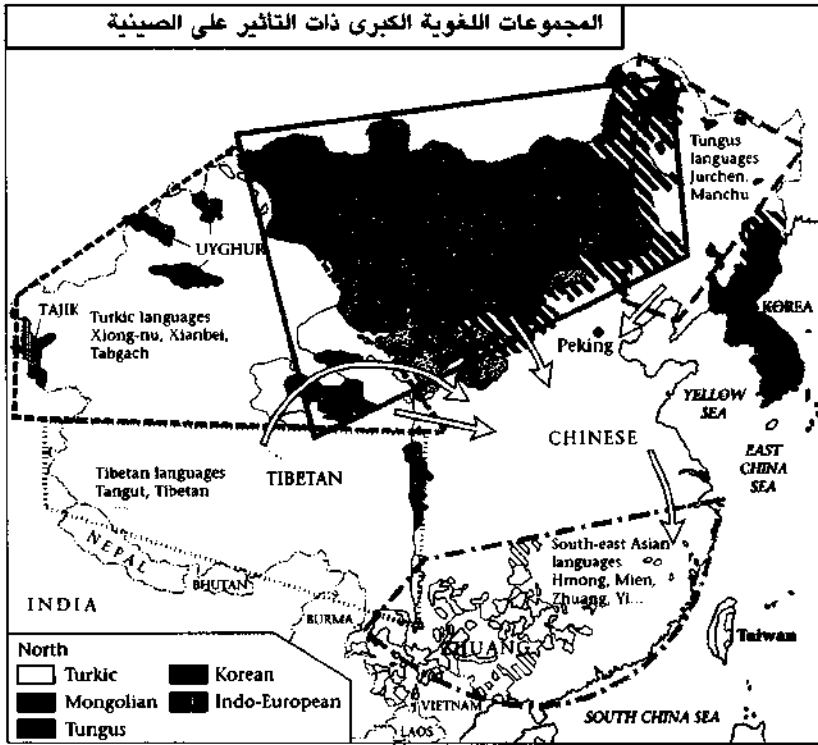 المجموعات اللغوية الكبرى ذات التأثير على الصينية
Tungus
languages
Jurchen,
Manchu
UYGHUR
TAJIK
Turkic languages
Xiong-nu, Xianbei,
Tabgach
KOREA
Peking
YELLOW
SEA
CHINESE
EAST
CHINA
SEA
Tibetan languages
Tangut, Tibetan
TIBETAN
NEPAL
BHUTAN
INDIA
BURMA
South-east Asian
languages
Hmong, Mien,
Zhuang, Yi...
ZHUANG
Taiwan
VIETNAM
LAOS
SOUTH CHINA SEA
North
Turkic
Korean
Mongolian
Indo-European
Tungus